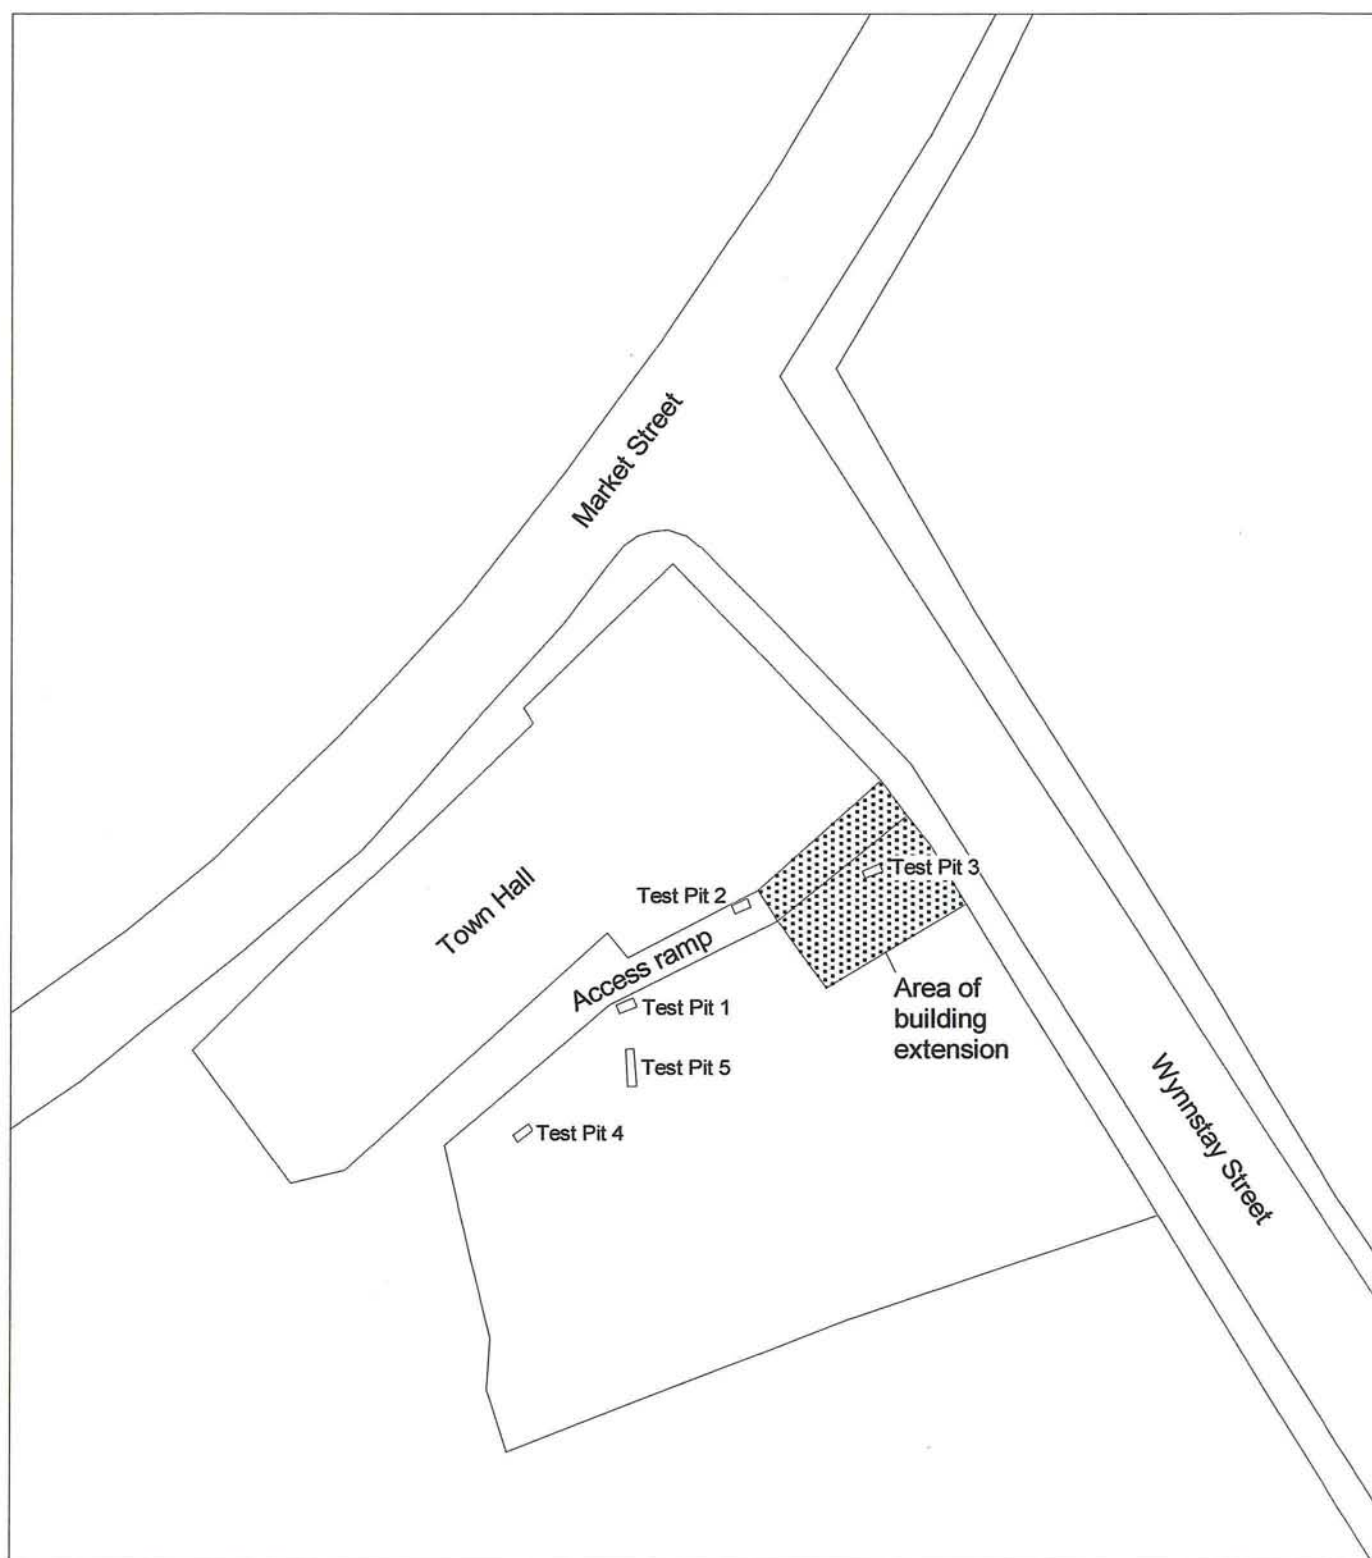 Market Street
Town Hall
Test Pit 3
Test Pit 2
Access ramp
Area of
building
extension
Test Pit 1
Test Pit 5
Wynnstay Street
Test Pit 4